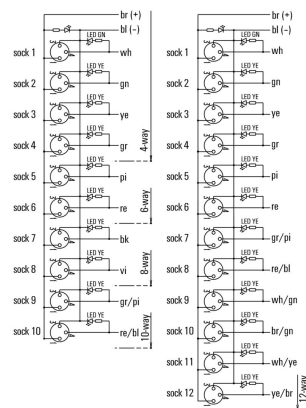 br (+)
bl (–)
LED GN
sock 1 wh
LED YE
sock 2 gn
LED YE
sock 3 ye
LED YE
sock 4 gr
4-way
LED YE
sock 5 pi
LED YE
sock 6 re
6-way
LED YE
sock 7 bk
LED YE
sock 8 vi
8-way
LED YE
sock 9 gr/pi
LED YE
sock 10 re/bl
10-way
br (+)
bl (–)
LED GN
sock 1 wh
LED YE
sock 2 gn
LED YE
sock 3 ye
LED YE
sock 4 gr
LED YE
sock 5 pi
LED YE
sock 6 re
LED YE
sock 7 gr/pi
LED YE
sock 8 re/bl
LED YE
sock 9 wh/gn
LED YE
sock 10 br/gn
LED YE
sock 11 wh/ye
LED YE
sock 12 ye/br
12-way